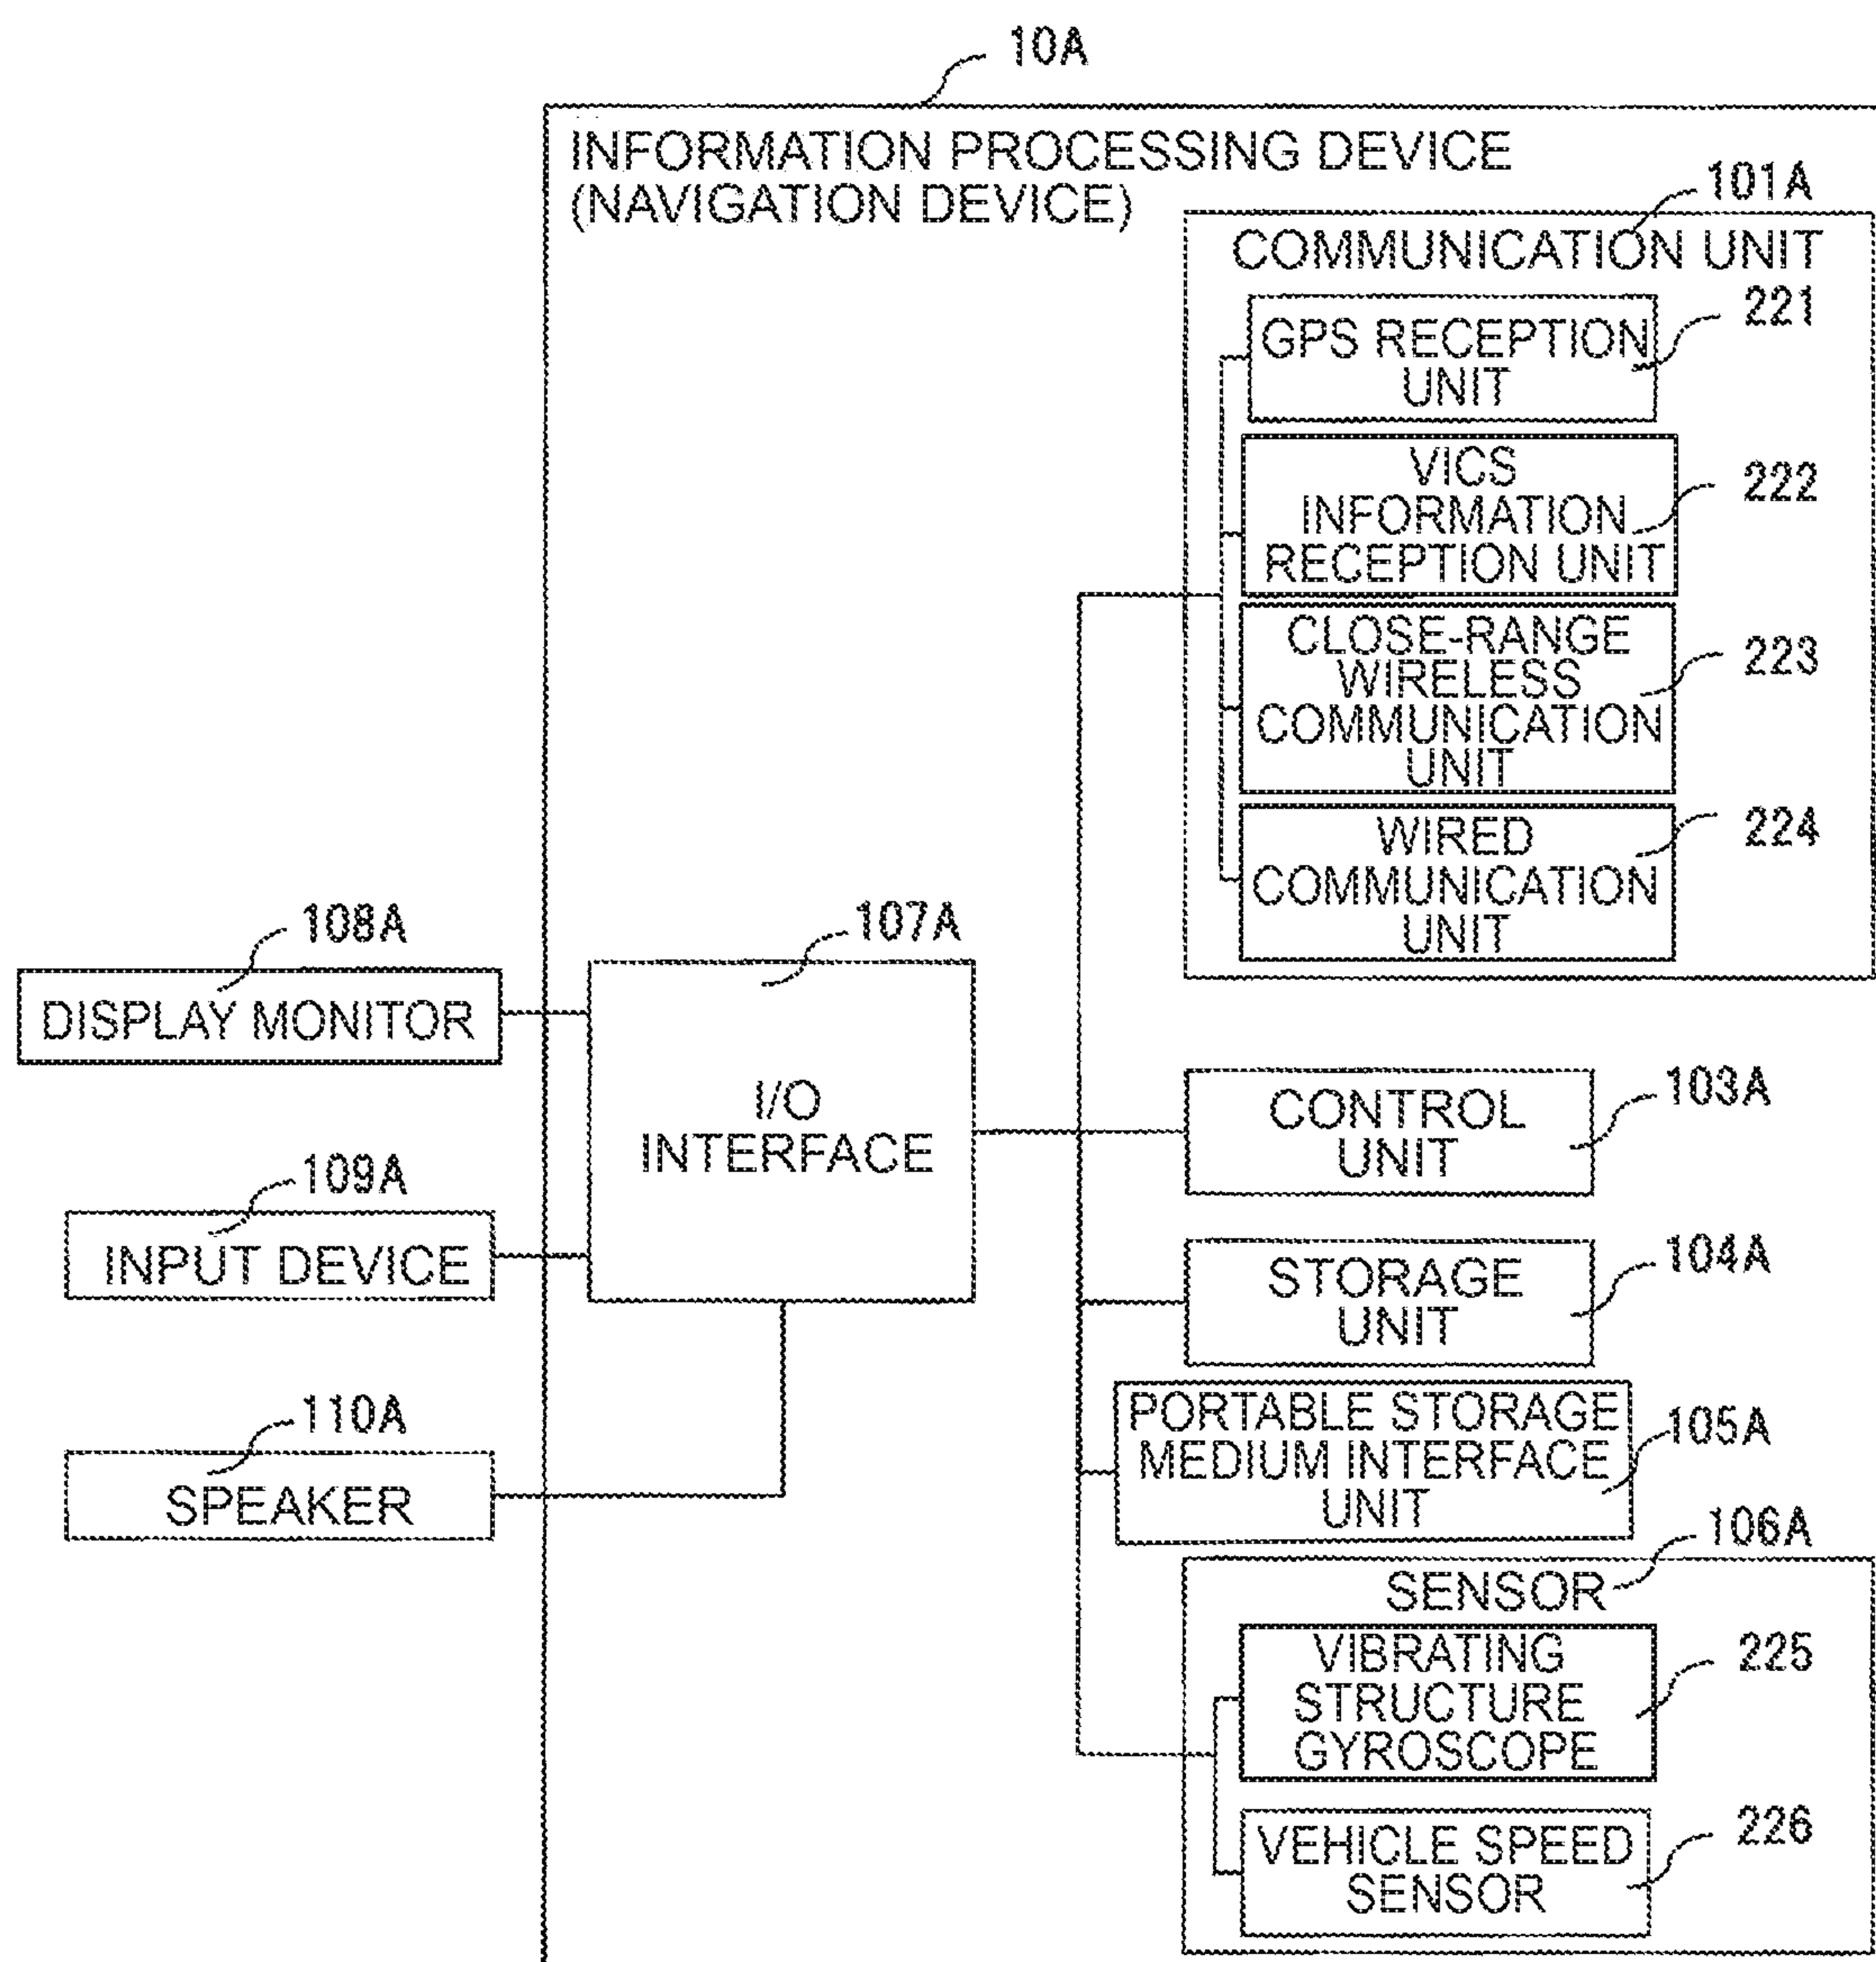 10A
INFORMATION PROCESSING DEVICE
(NAVIGATION DEVICE)
101A
COMMUNICATION UNIT
GPS RECEPTION
UNIT
221
VICS
INFORMATION
RECEPTION UNIT
222
CLOSE-RANGE
WIRELESS
COMMUNICATION
UNIT
223
WIRED
COMMUNICATION
UNIT
224
108A
DISPLAY MONITOR
107A
I/O
INTERFACE
109A
INPUT DEVICE
110A
SPEAKER
CONTROL
UNIT
103A
STORAGE
UNIT
104A
PORTABLE STORAGE
MEDIUM INTERFACE
UNIT
105A
106A
SENSOR
VIBRATING
STRUCTURE
GYROSCOPE
225
VEHICLE SPEED
SENSOR
226